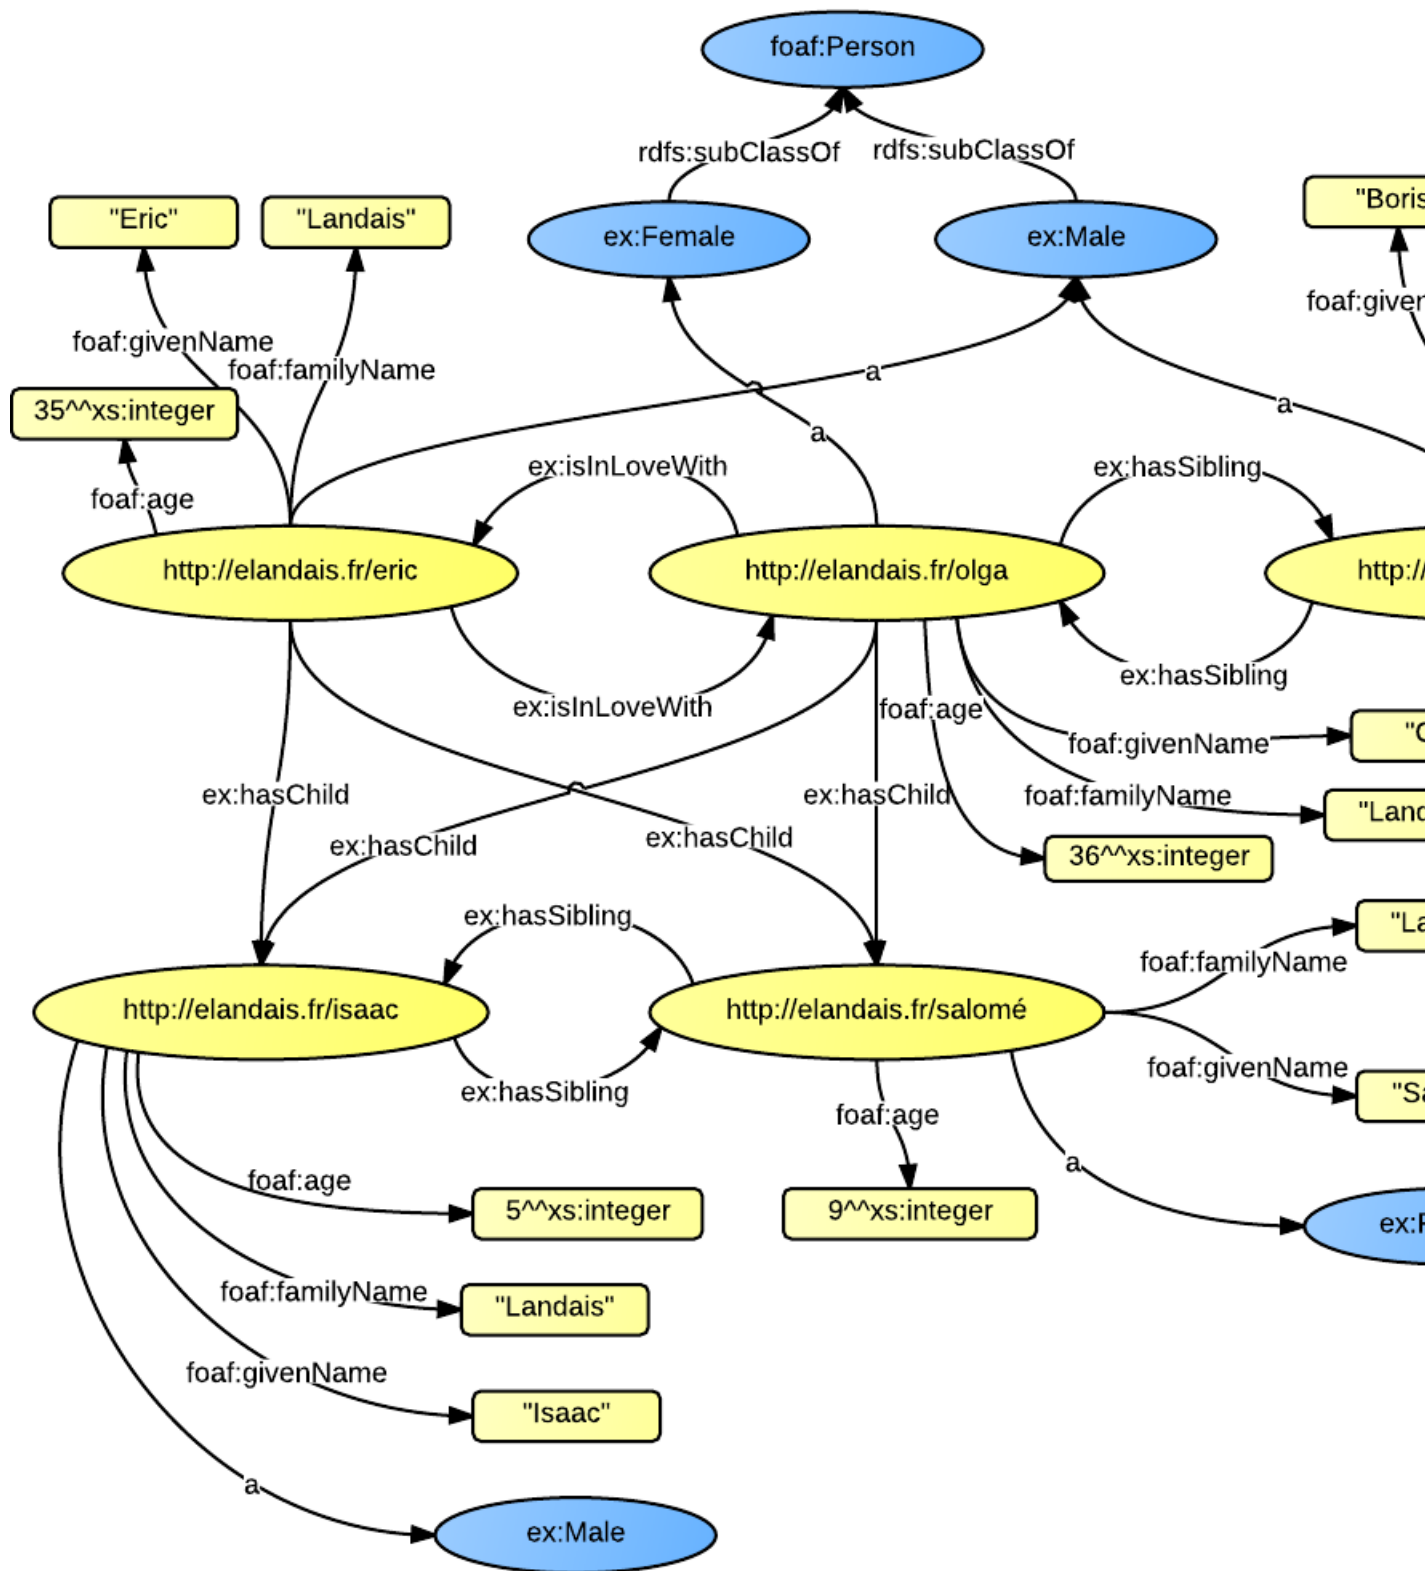 foaf:Person
rdfs:subClassOf
rdfs:subClassOf
"Eric"
"Landais"
ex:Female
ex:Male
"Boris
foaf:givenName
foaf:familyName
a
35^^xs:integer
a
a
foaf:age
ex:isInLoveWith
ex:hasSibling
http://elandais.fr/eric
http://elandais.fr/olga
http://
ex:isInLoveWith
foaf:age
ex:hasSibling
foaf:givenName
ex:hasChild
ex:hasChild
foaf:familyName
"Land
ex:hasChild
ex:hasChild
36^^xs:integer
ex:hasSibling
"La
foaf:familyName
http://elandais.fr/isaac
http://elandais.fr/salomé
ex:hasSibling
foaf:givenName
"Sa
foaf:age
a
foaf:age
5^^xs:integer
9^^xs:integer
foaf:familyName
"Landais"
foaf:givenName
"Isaac"
a
ex:Male